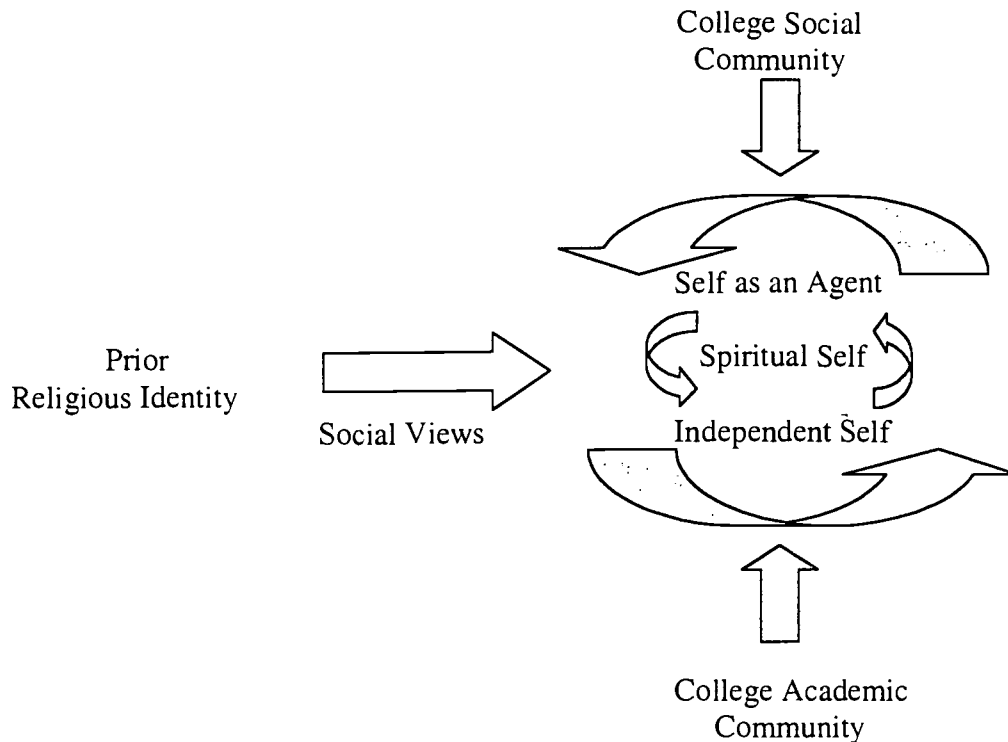 College Social
Community
Self as an Agent
Spiritual Self
Independent Self
Prior
Religious Identity
Social Views
College Academic
Community